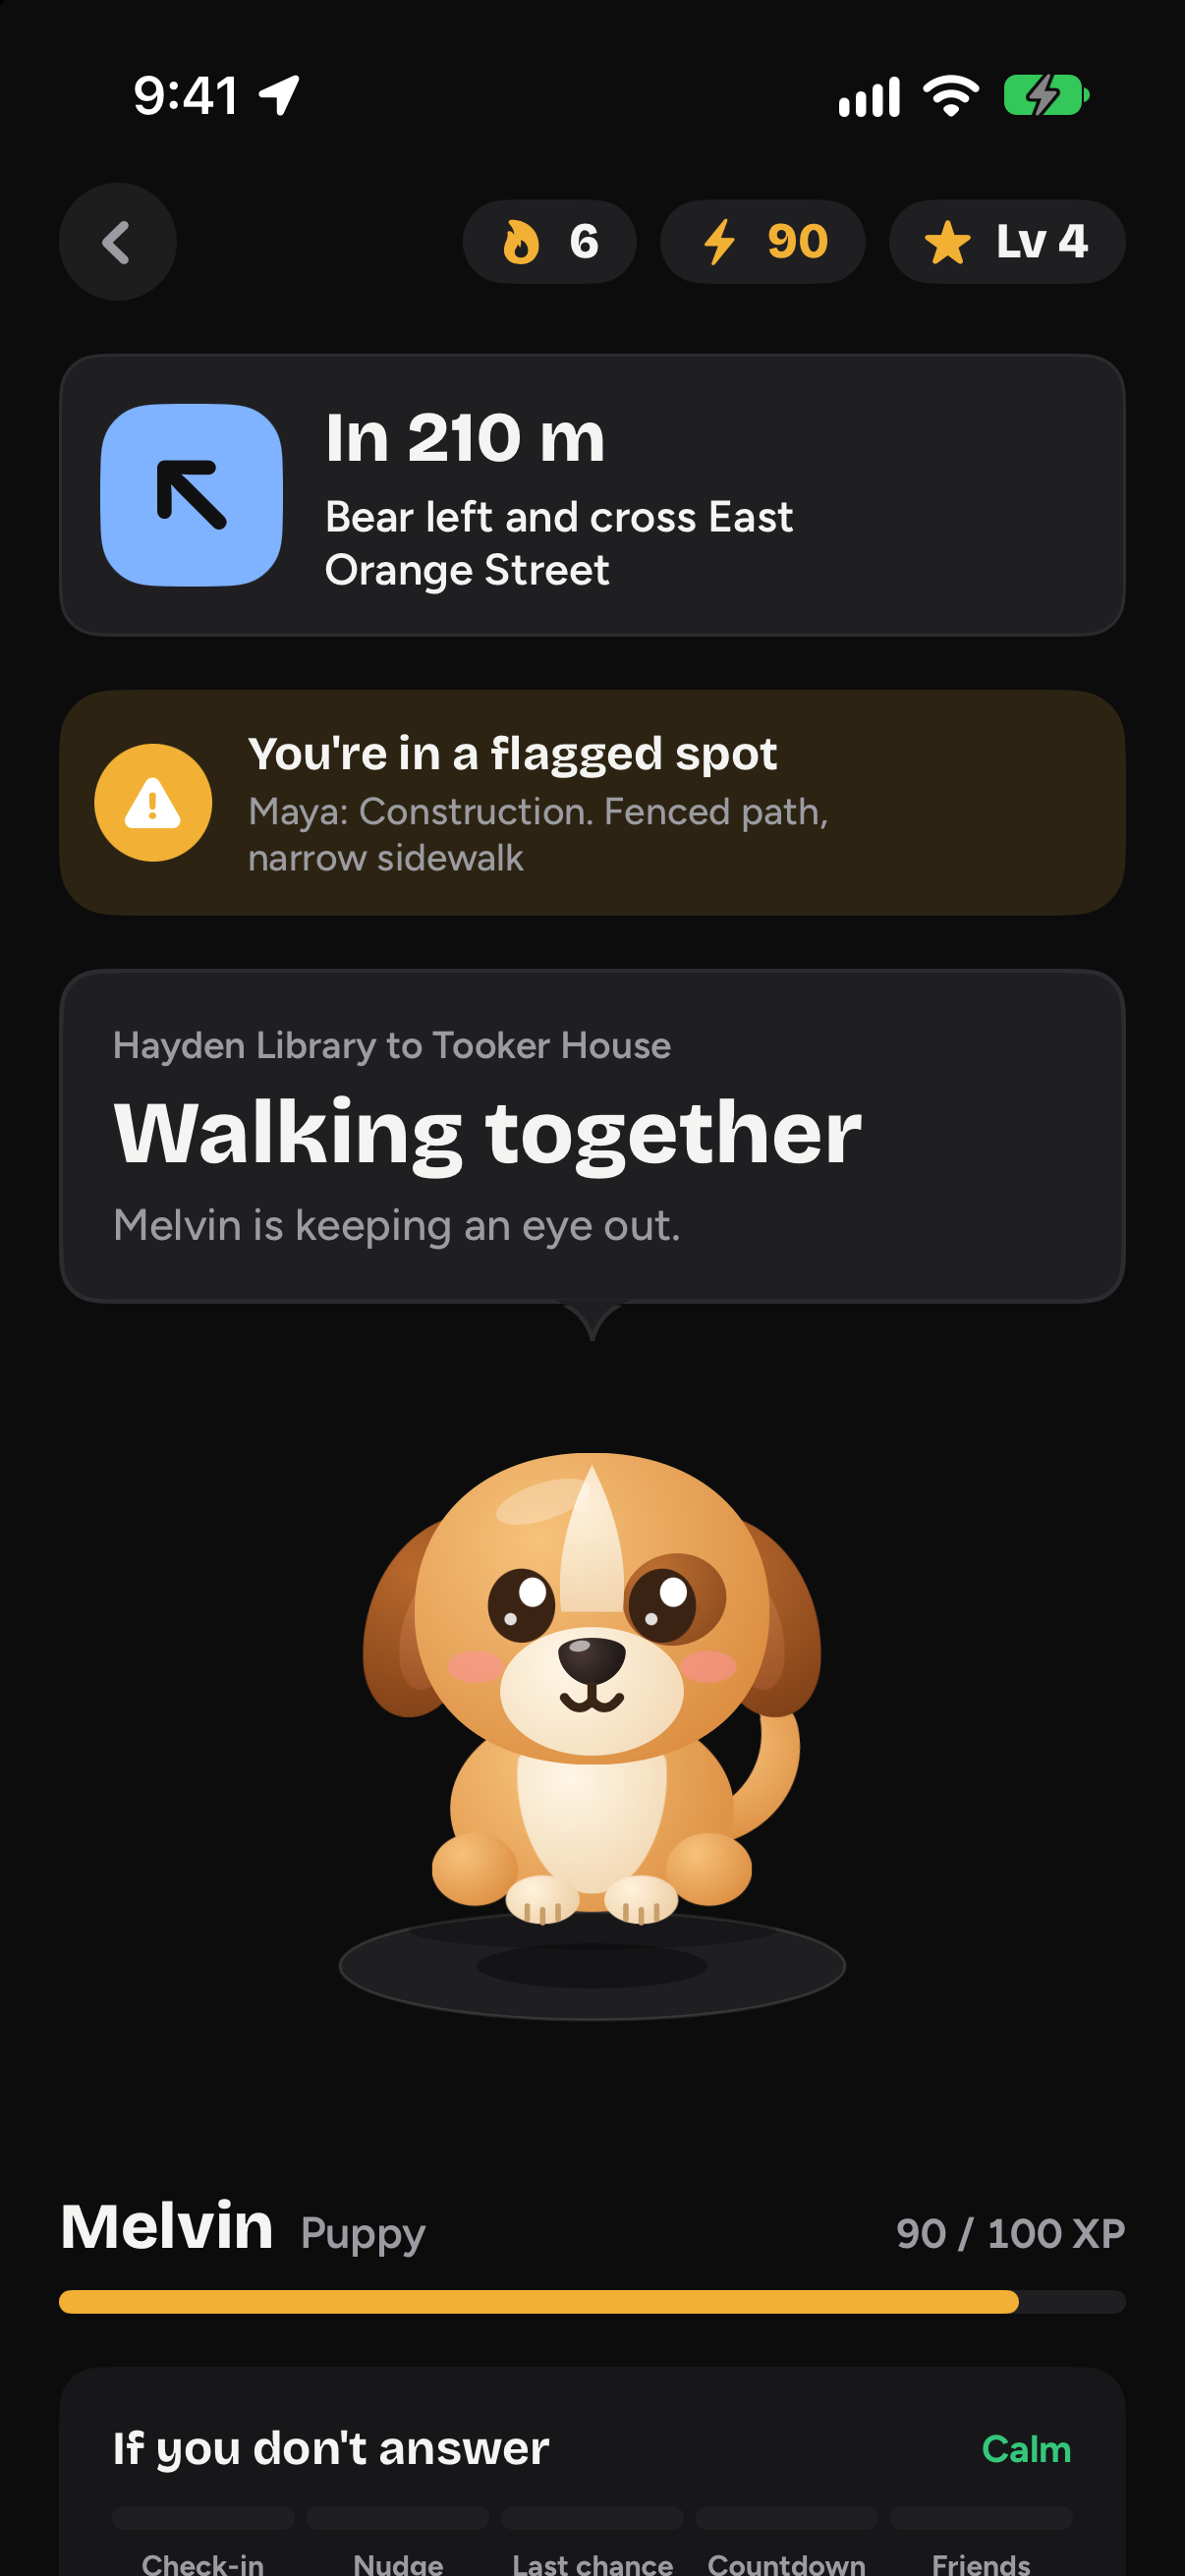 9:41
6
90
Lv 4
In 210 m
Bear left and cross East
Orange Street
You're in a flagged spot
Maya: Construction. Fenced path,
narrow sidewalk
Hayden Library to Tooker House
Walking together
Melvin is keeping an eye out.
Melvin Puppy
90 / 100 XP
If you don't answer
Calm
Check-in
Nudge
Last chance
Countdown
Friends